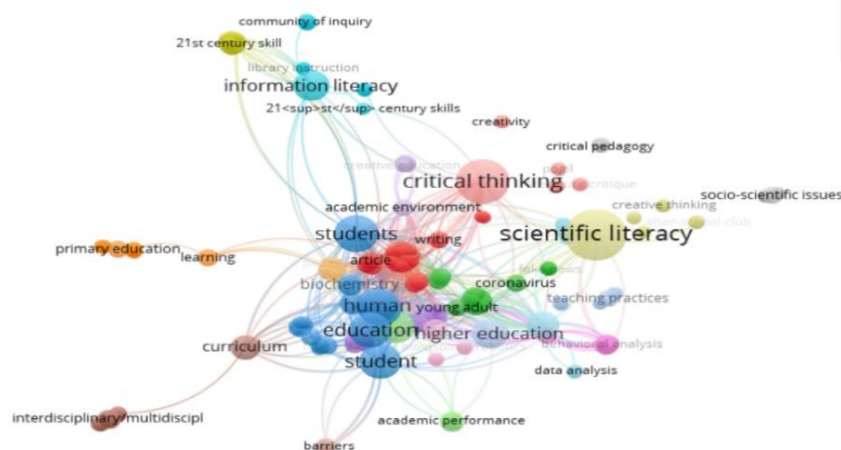 community of inquiry
21st century skill
library instruction
information literacy
21<sup>st</sup> century skills
creativity
critical pedagogy
creative education
critical thinking
socio-scientific issues
academic environment
creative thinking
students
writing
scientific literacy
primary education
learning
article
biochemistry
coronavirus
human
young adult
teaching practices
education
higher education
curriculum
behavioral analysis
student
data analysis
interdisciplinary/multidiscipl
academic performance
barriers